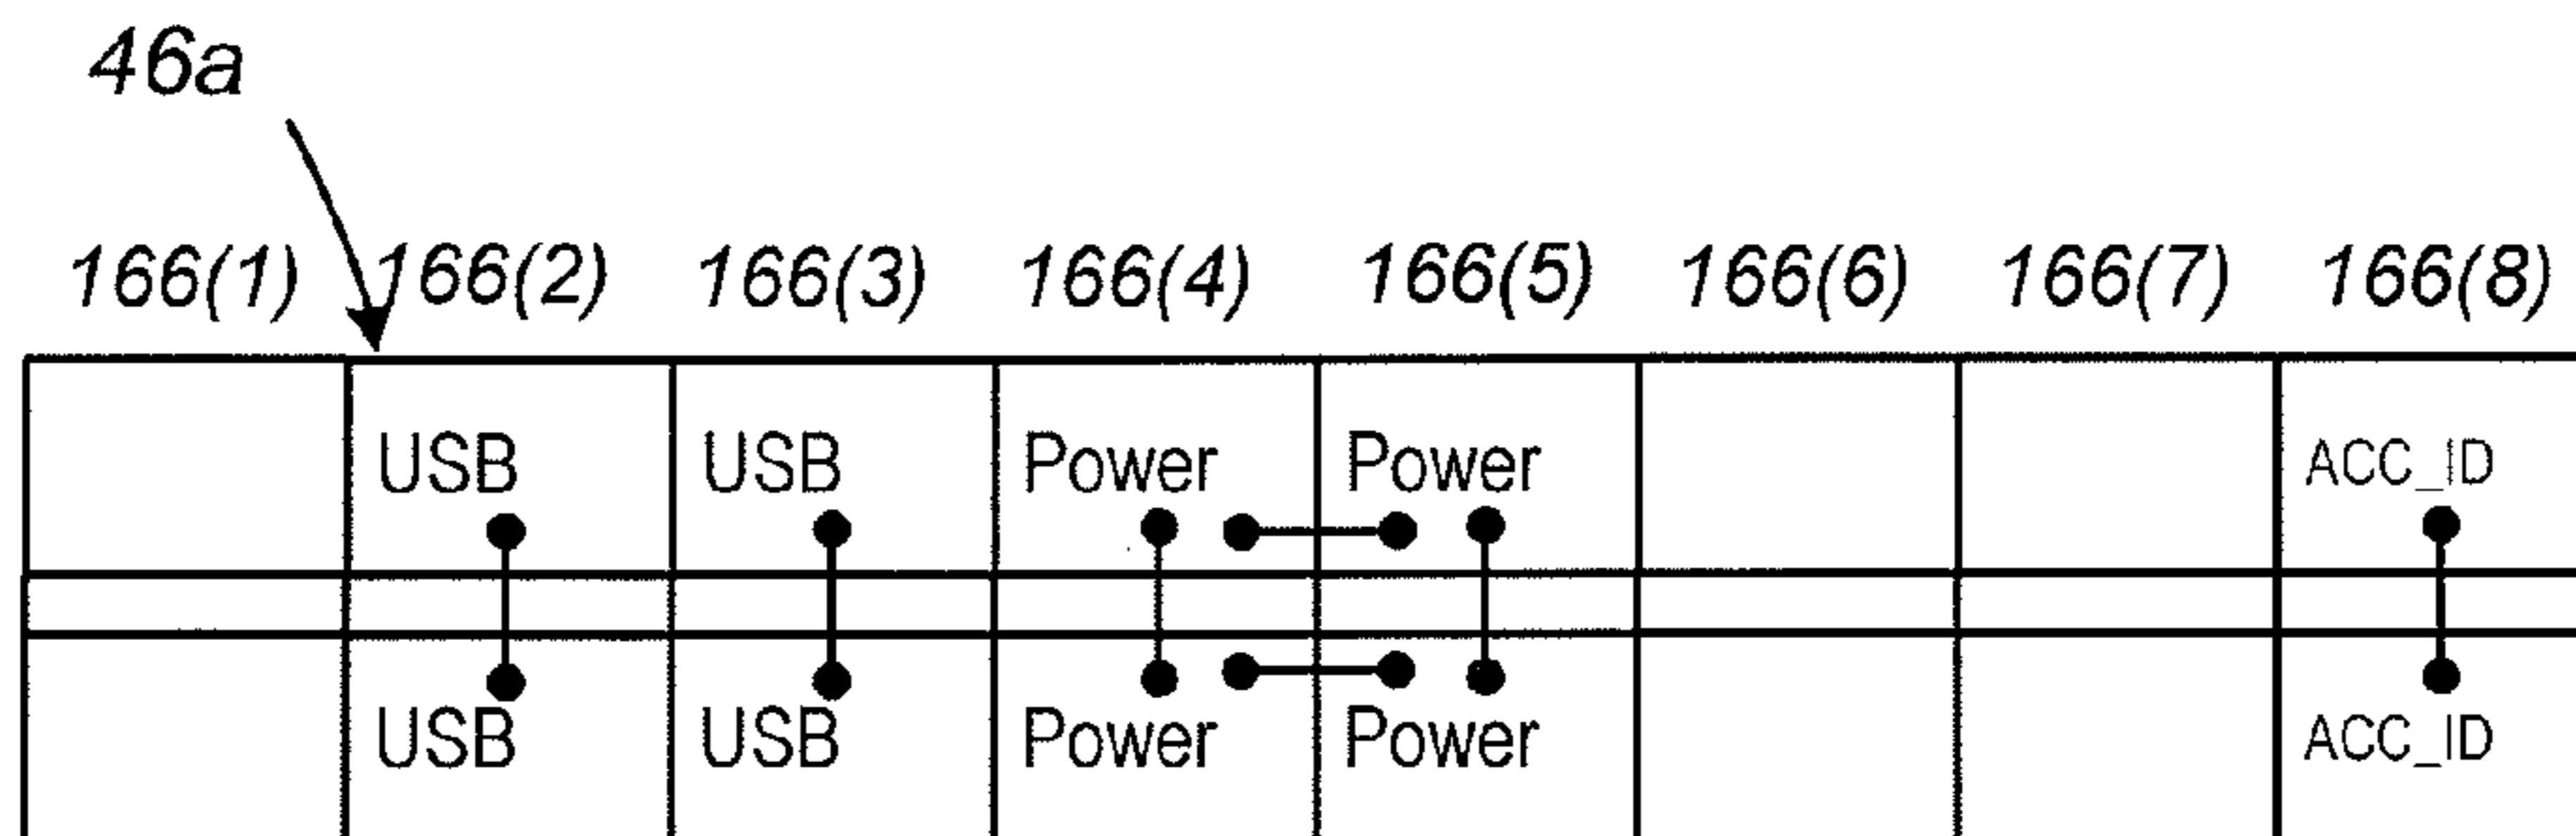 46a
166(1) 166(2) 166(3) 166(4) 166(5) 166(6) 166(7) 166(8)
USB USB Power Power ACC_ID
USB USB Power Power ACC_ID